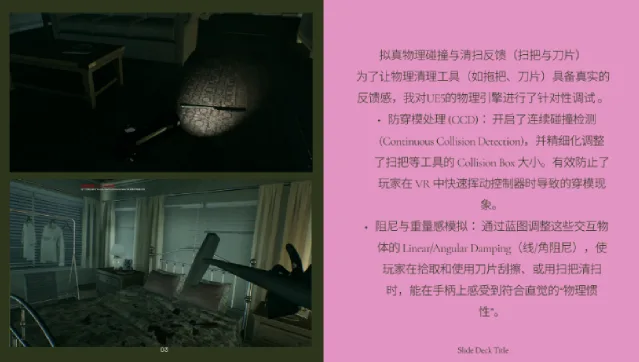 拟真物理碰撞与清扫反馈（扫把与刀片）
为了让物理清理工具（如拖把、刀片）具备真实的
反馈感，我对UE5的物理引擎进行了针对性调试。
• 防穿模处理 (CCD)： 开启了连续碰撞检测
(Continuous Collision Detection)，并精细化调整
了扫把等工具的 Collision Box 大小。有效防止了
玩家在 VR 中快速挥动控制器时导致的穿模现
象。
• 阻尼与重量感模拟： 通过蓝图调整这些交互物
体的 Linear/Angular Damping（线/角阻尼），使
玩家在拾取和使用刀片刮擦、或用扫把清扫
时，能在手柄上感受到符合直觉的“物理惯
性”。
03
Slide Deck Title